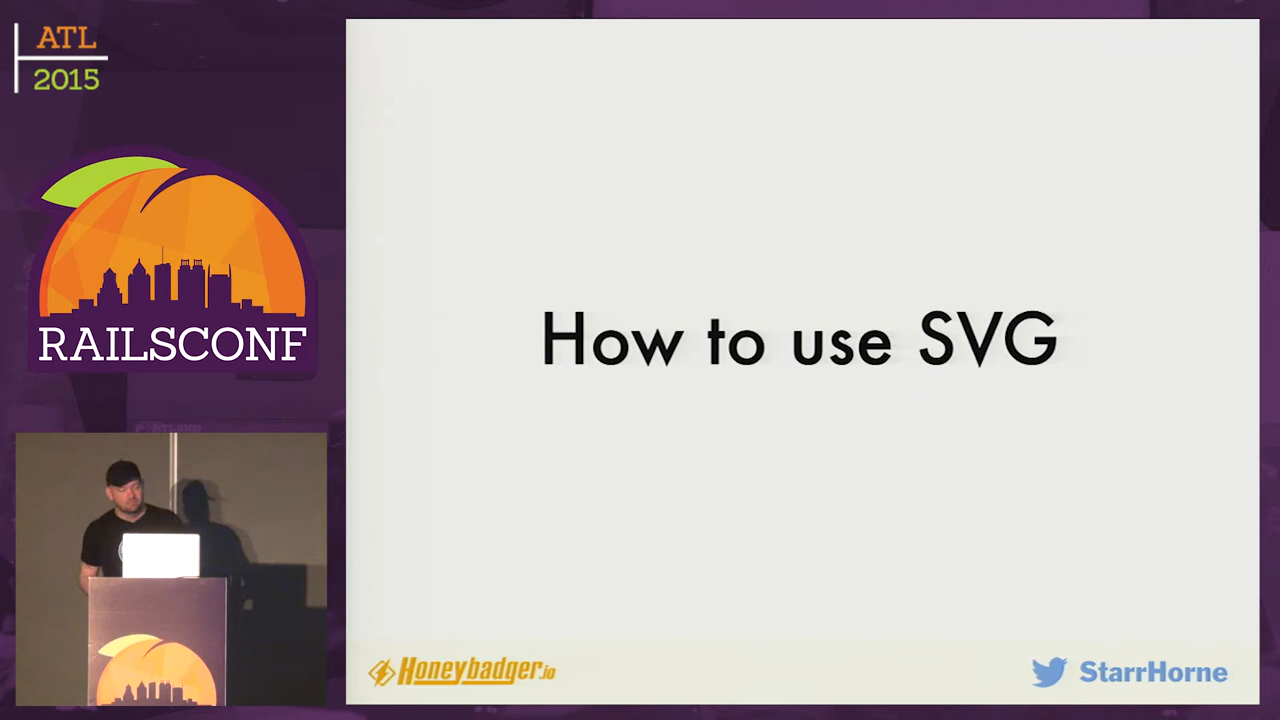 ATL
2015
RAILSCONF
How to use SVG
Honeybadger.io
StarrHorne